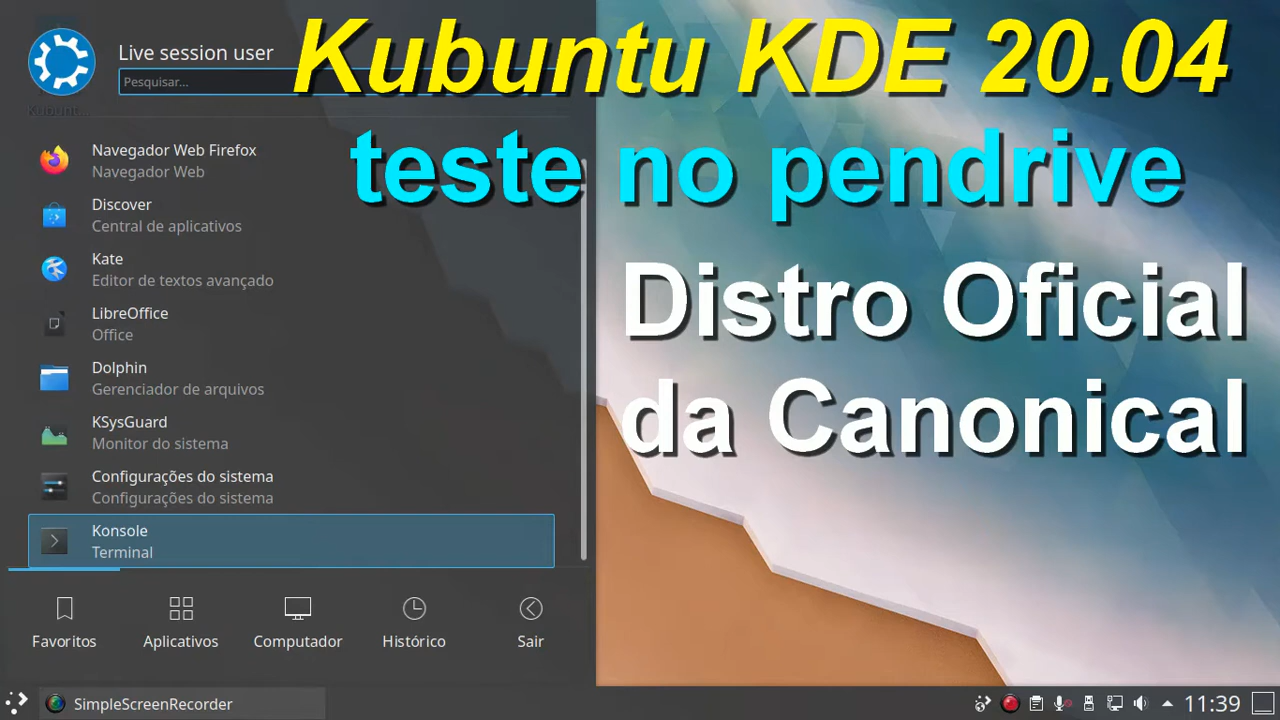 Kubuntu KDE 20.04
teste no pendrive
Distro Oficial
da Canonical
Live session user
Pesquisar...
Kubuntu...
Navegador Web Firefox
Navegador Web
Discover
Central de aplicativos
Kate
Editor de textos avançado
LibreOffice
Office
Dolphin
Gerenciador de arquivos
KSysGuard
Monitor do sistema
Configurações do sistema
Configurações do sistema
Konsole
Terminal
Favoritos
Aplicativos
Computador
Histórico
Sair
SimpleScreenRecorder
11:39